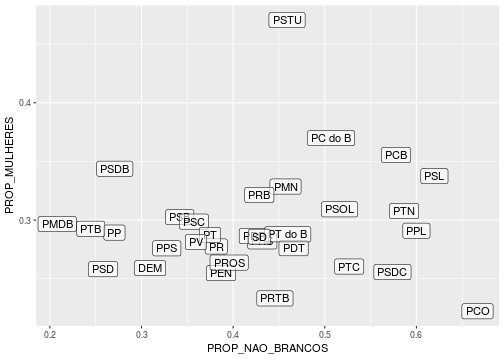 PSTU
0.4
PC do B
PCB
PSDB
PSL
PMN
PRB
PSOL
PTN
0.3
PMDB
PSC
PTB
PP
PT
PPL
PT do B
SD
PV
PR
PPS
PDT
PROS
PSD
DEM
PTC
PEN
PSDC
PRTB
PCO
PROP_MULHERES
0.2
0.3
0.4
0.5
0.6
PROP_NAO_BRANCOS